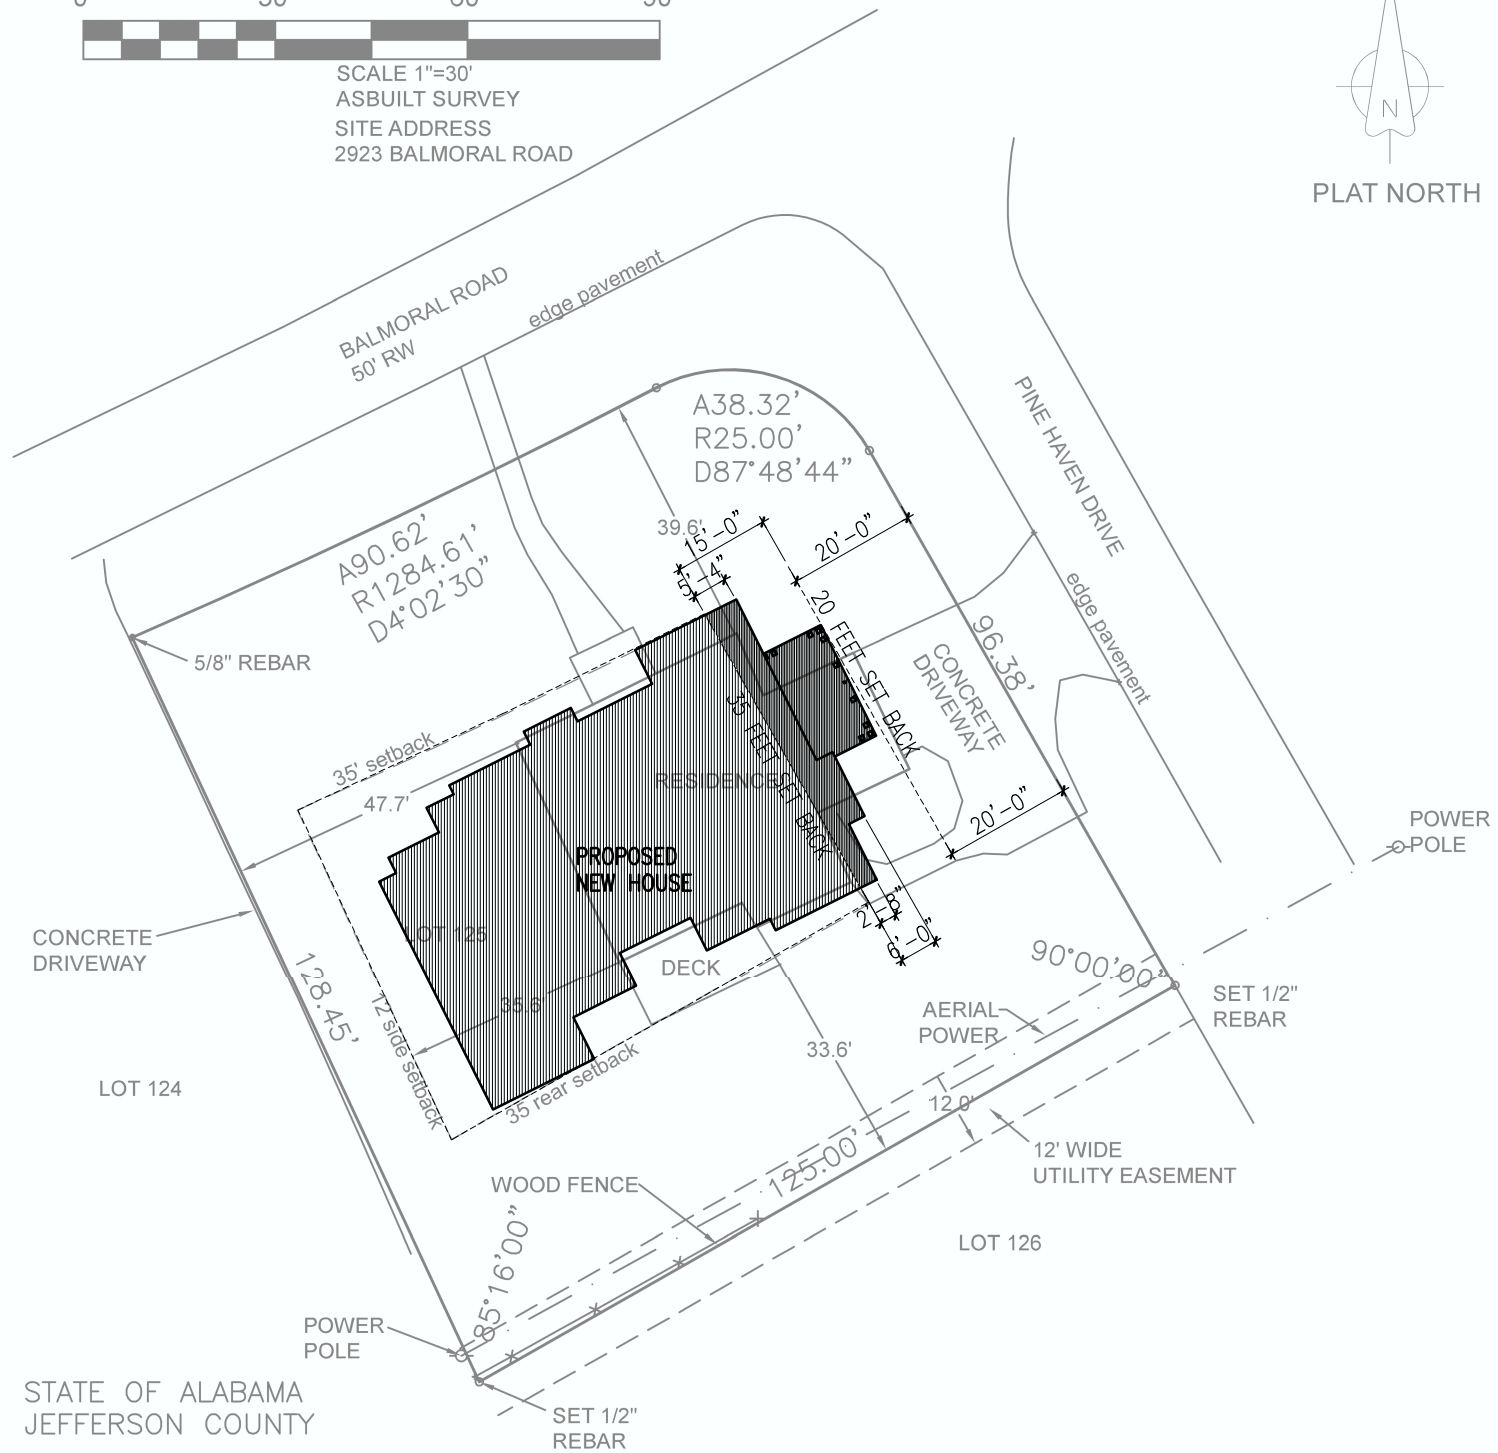 0 30 60 90
SCALE 1"=30'
ASBUILT SURVEY
SITE ADDRESS
2923 BALMORAL ROAD
N
PLAT NORTH
BALMORAL ROAD
50' RW
edge pavement
PINE HAVEN DRIVE
A38.32'
R25.00'
D87°48'44"
39.6'
15'-0"
5'-4"
20'-0"
A90.62'
R1284.61'
D4°02'30"
5/8" REBAR
20 FEET SET BACK
35 FEET SET BACK
96.38'
edge pavement
CONCRETE
DRIVEWAY
35' setback
47.7'
RESIDENCE
20'-0"
POWER
POLE
PROPOSED
NEW HOUSE
LOT 125
CONCRETE
DRIVEWAY
128.45'
12 side setback
35.6'
DECK
2'-8"
6'-0"
90°00'00"
AERIAL
POWER
SET 1/2"
REBAR
33.6'
35 rear setback
LOT 124
12.0'
12' WIDE
UTILITY EASEMENT
125.00'
WOOD FENCE
LOT 126
85°16'00"
POWER
POLE
STATE OF ALABAMA
JEFFERSON COUNTY
SET 1/2"
REBAR